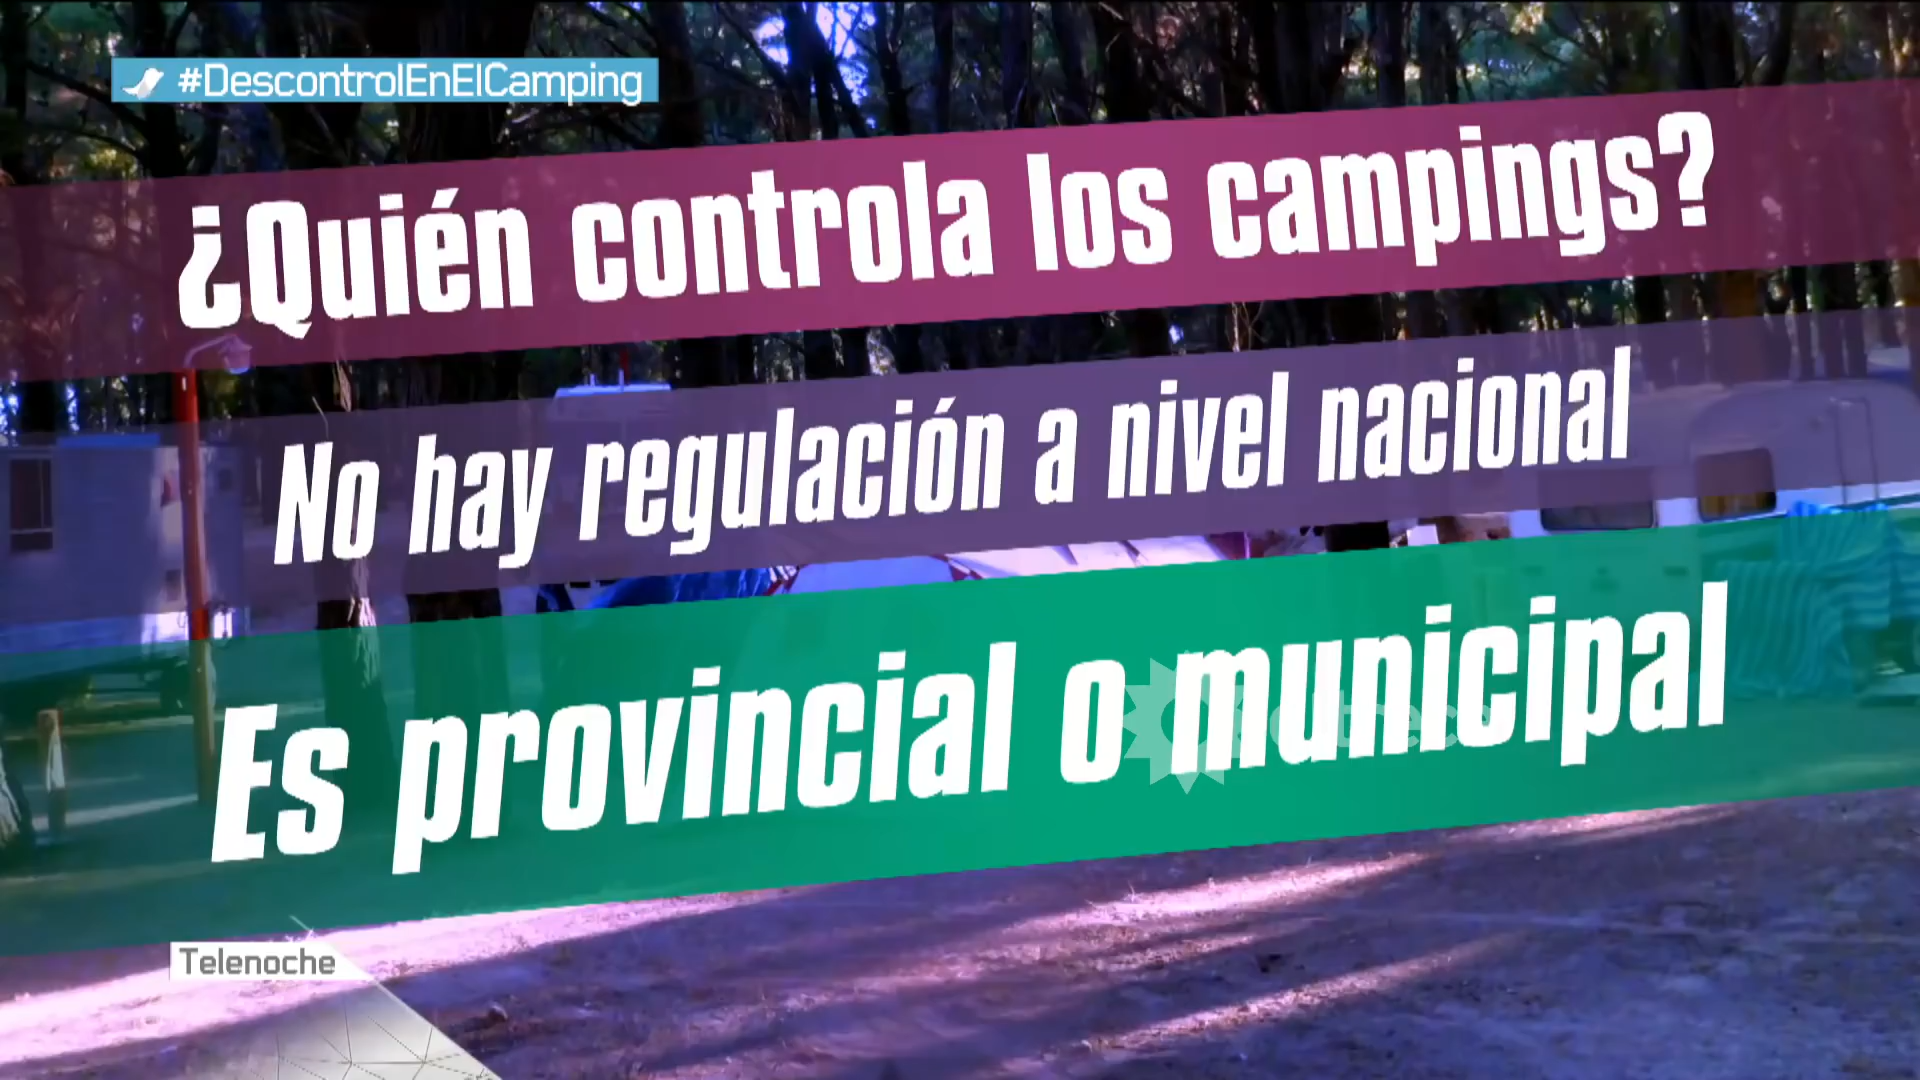 #DescontrolEnElCamping
¿Quién controla los campings?
No hay regulación a nivel nacional
Es provincial o municipal
Telenoche